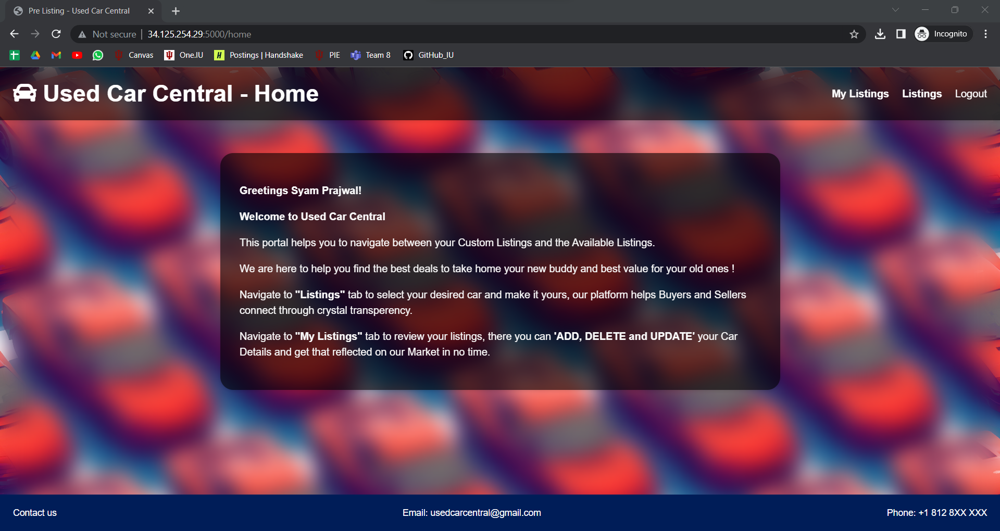 Pre Listing - Used Car Central
Not secure 34.125.254.29:5000/home
Incognito
Canvas One.IU Postings | Handshake PIE Team 8 GitHub_IU
Used Car Central - Home
My Listings Listings Logout
Greetings Syam Prajwal!
Welcome to Used Car Central
This portal helps you to navigate between your Custom Listings and the Available Listings.
We are here to help you find the best deals to take home your new buddy and best value for your old ones !
Navigate to "Listings" tab to select your desired car and make it yours, our platform helps Buyers and Sellers
connect through crystal transperency.
Navigate to "My Listings" tab to review your listings, there you can 'ADD, DELETE and UPDATE' your Car
Details and get that reflected on our Market in no time.
Contact us Email: usedcarcentral@gmail.com Phone: +1 812 8XX XXX